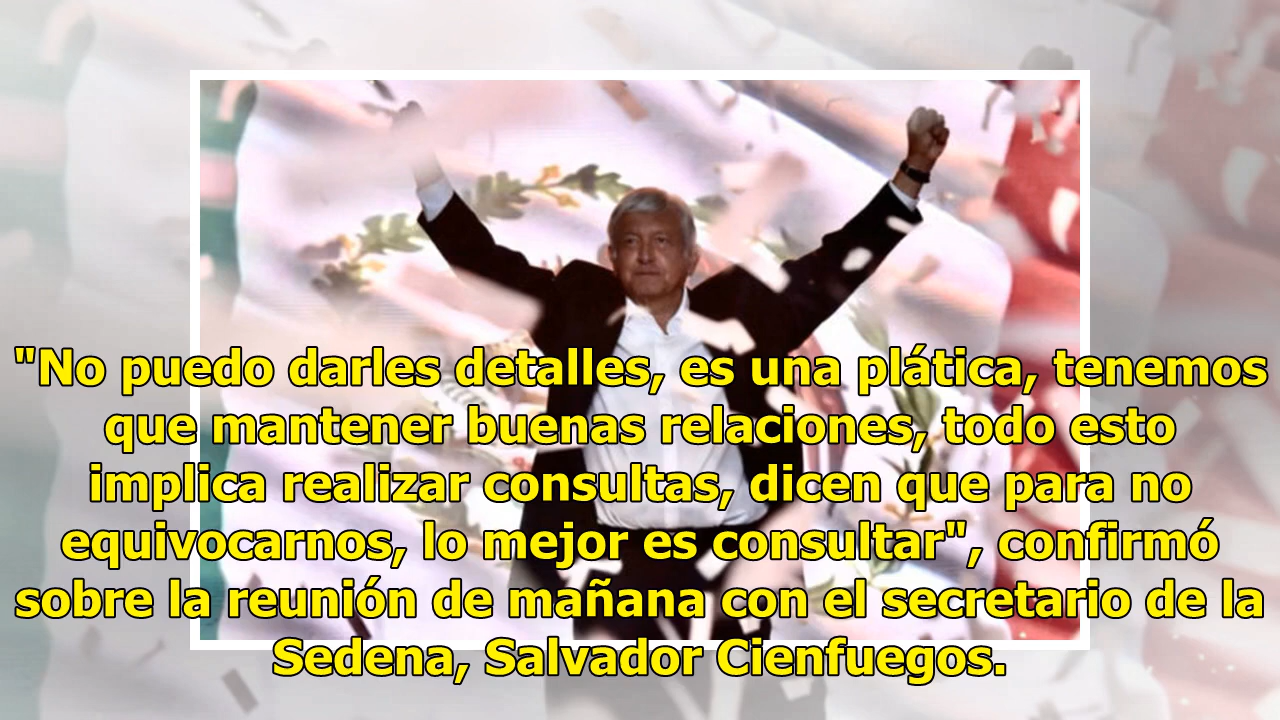 "No puedo darles detalles, es una plática, tenemos
que mantener buenas relaciones, todo esto
implica realizar consultas, dicen que para no
equivocarnos, lo mejor es consultar", confirmó
sobre la reunión de mañana con el secretario de la
Sedena, Salvador Cienfuegos.